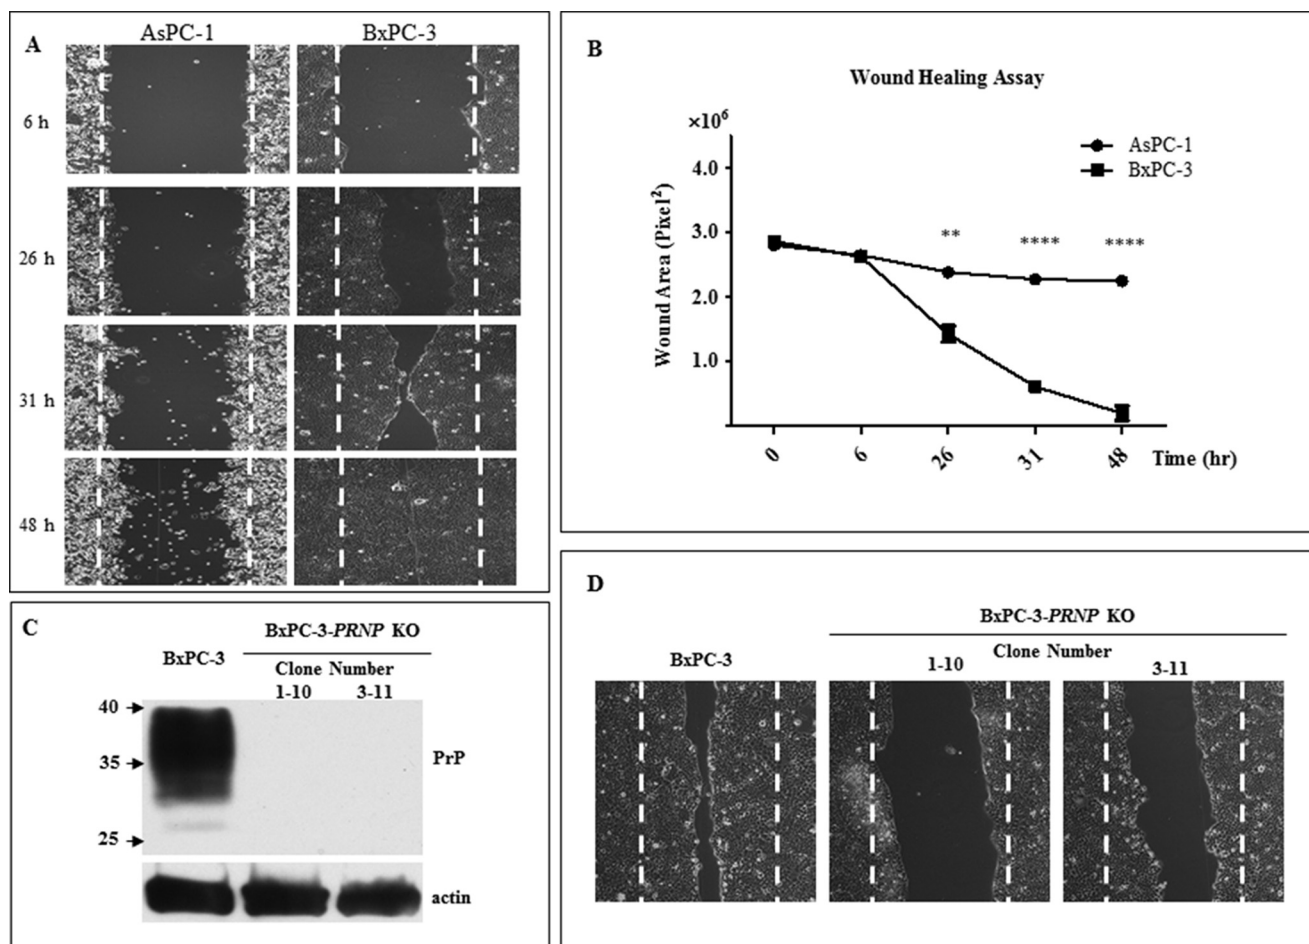 A
AsPC-1
BxPC-3
6 h
26 h
31 h
48 h
B
Wound Healing Assay
×10⁶
Wound Area (Pixel²)
4.0
3.0
2.0
1.0
AsPC-1
BxPC-3
**
****
****
0
6
26
31
48
Time (hr)
C
BxPC-3
BxPC-3-PRNP KO
Clone Number
1-10
3-11
40
35
25
PrP
actin
D
BxPC-3-PRNP KO
BxPC-3
Clone Number
1-10
3-11